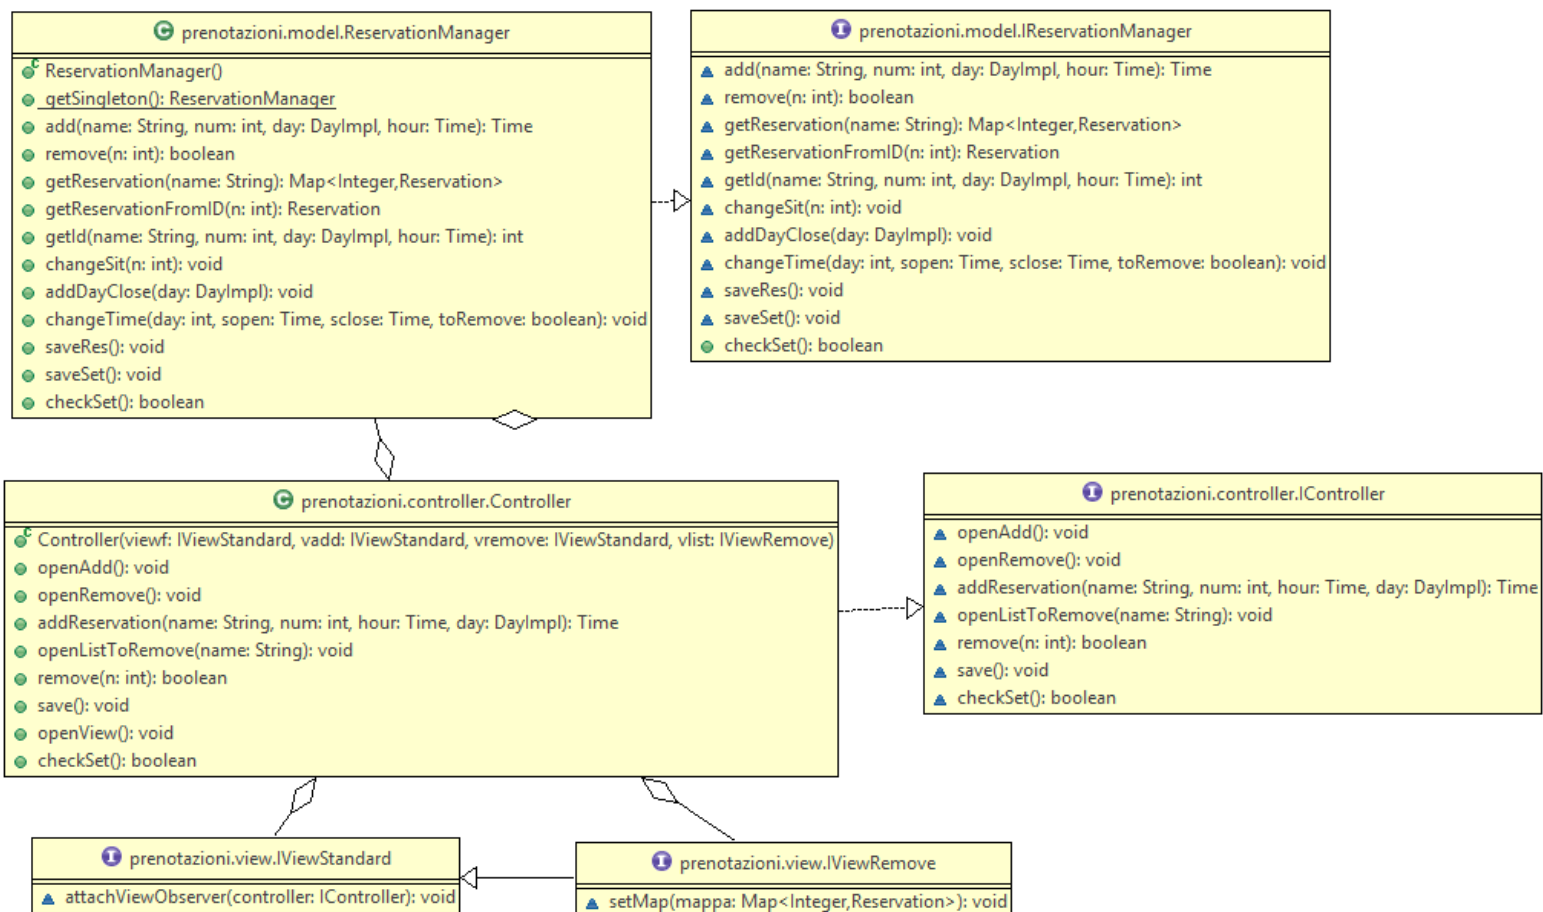 prenotazioni.model.ReservationManager
ReservationManager()
getSingleton(): ReservationManager
add(name: String, num: int, day: DayImpl, hour: Time): Time
remove(n: int): boolean
getReservation(name: String): Map<Integer,Reservation>
getReservationFromID(n: int): Reservation
getId(name: String, num: int, day: DayImpl, hour: Time): int
changeSit(n: int): void
addDayClose(day: DayImpl): void
changeTime(day: int, sopen: Time, sclose: Time, toRemove: boolean): void
saveRes(): void
saveSet(): void
checkSet(): boolean
prenotazioni.model.IReservationManager
add(name: String, num: int, day: DayImpl, hour: Time): Time
remove(n: int): boolean
getReservation(name: String): Map<Integer,Reservation>
getReservationFromID(n: int): Reservation
getId(name: String, num: int, day: DayImpl, hour: Time): int
changeSit(n: int): void
addDayClose(day: DayImpl): void
changeTime(day: int, sopen: Time, sclose: Time, toRemove: boolean): void
saveRes(): void
saveSet(): void
checkSet(): boolean
prenotazioni.controller.Controller
Controller(viewf: IViewStandard, vadd: IViewStandard, vremove: IViewStandard, vlist: IViewRemove)
openAdd(): void
openRemove(): void
addReservation(name: String, num: int, hour: Time, day: DayImpl): Time
openListToRemove(name: String): void
remove(n: int): boolean
save(): void
openView(): void
checkSet(): boolean
prenotazioni.controller.IController
openAdd(): void
openRemove(): void
addReservation(name: String, num: int, hour: Time, day: DayImpl): Time
openListToRemove(name: String): void
remove(n: int): boolean
save(): void
checkSet(): boolean
prenotazioni.view.IViewStandard
attachViewObserver(controller: IController): void
prenotazioni.view.IViewRemove
setMap(mappa: Map<Integer,Reservation>): void